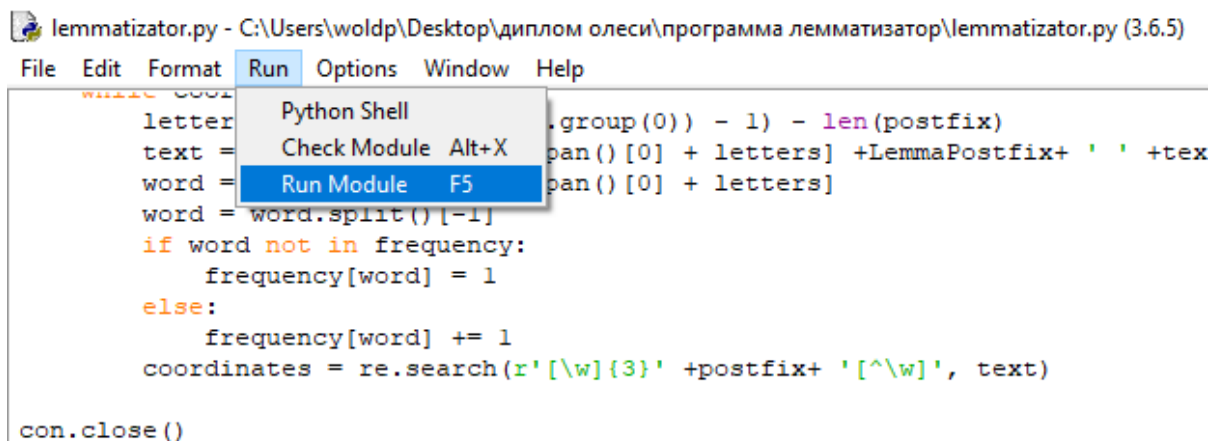 lemmatizator.py - C:\Users\woldp\Desktop\диплом олеси\программа лемматизатор\lemmatizator.py (3.6.5)
File Edit Format Run Options Window Help
Python Shell
Check Module Alt+X
Run Module F5
letter .group(0)) - 1) - len(postfix)
text = pan()[0] + letters] +LemmaPostfix+ ' ' +tex
word = pan()[0] + letters]
word = word.split()[-1]
if word not in frequency:
frequency[word] = 1
else:
frequency[word] += 1
coordinates = re.search(r'[\w]{3}' +postfix+ '[^\w]', text)
con.close()